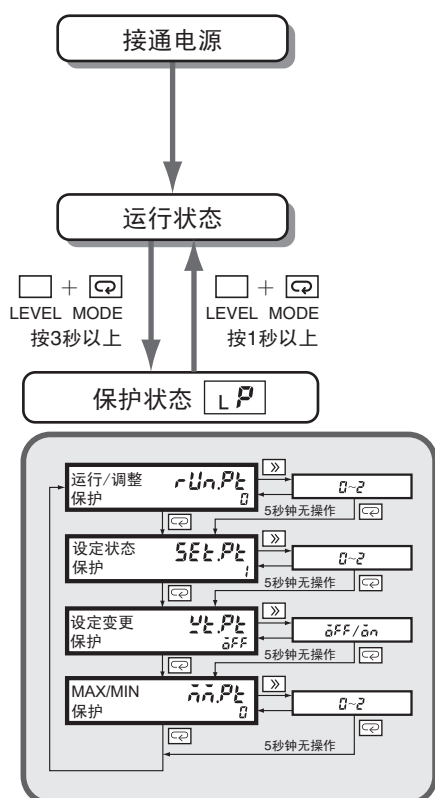 接通电源
运行状态
□ + □
LEVEL MODE
按3秒以上
□ + □
LEVEL MODE
按1秒以上
保护状态 L P
运行/调整
保护
rUn.Pt
0
0~2
5秒钟无操作
设定状态
保护
SEt.Pt
1
0~2
5秒钟无操作
设定变更
保护
Yt.Pt
oFF
oFF/on
5秒钟无操作
MAX/MIN
保护
mm.Pt
0
0~2
5秒钟无操作